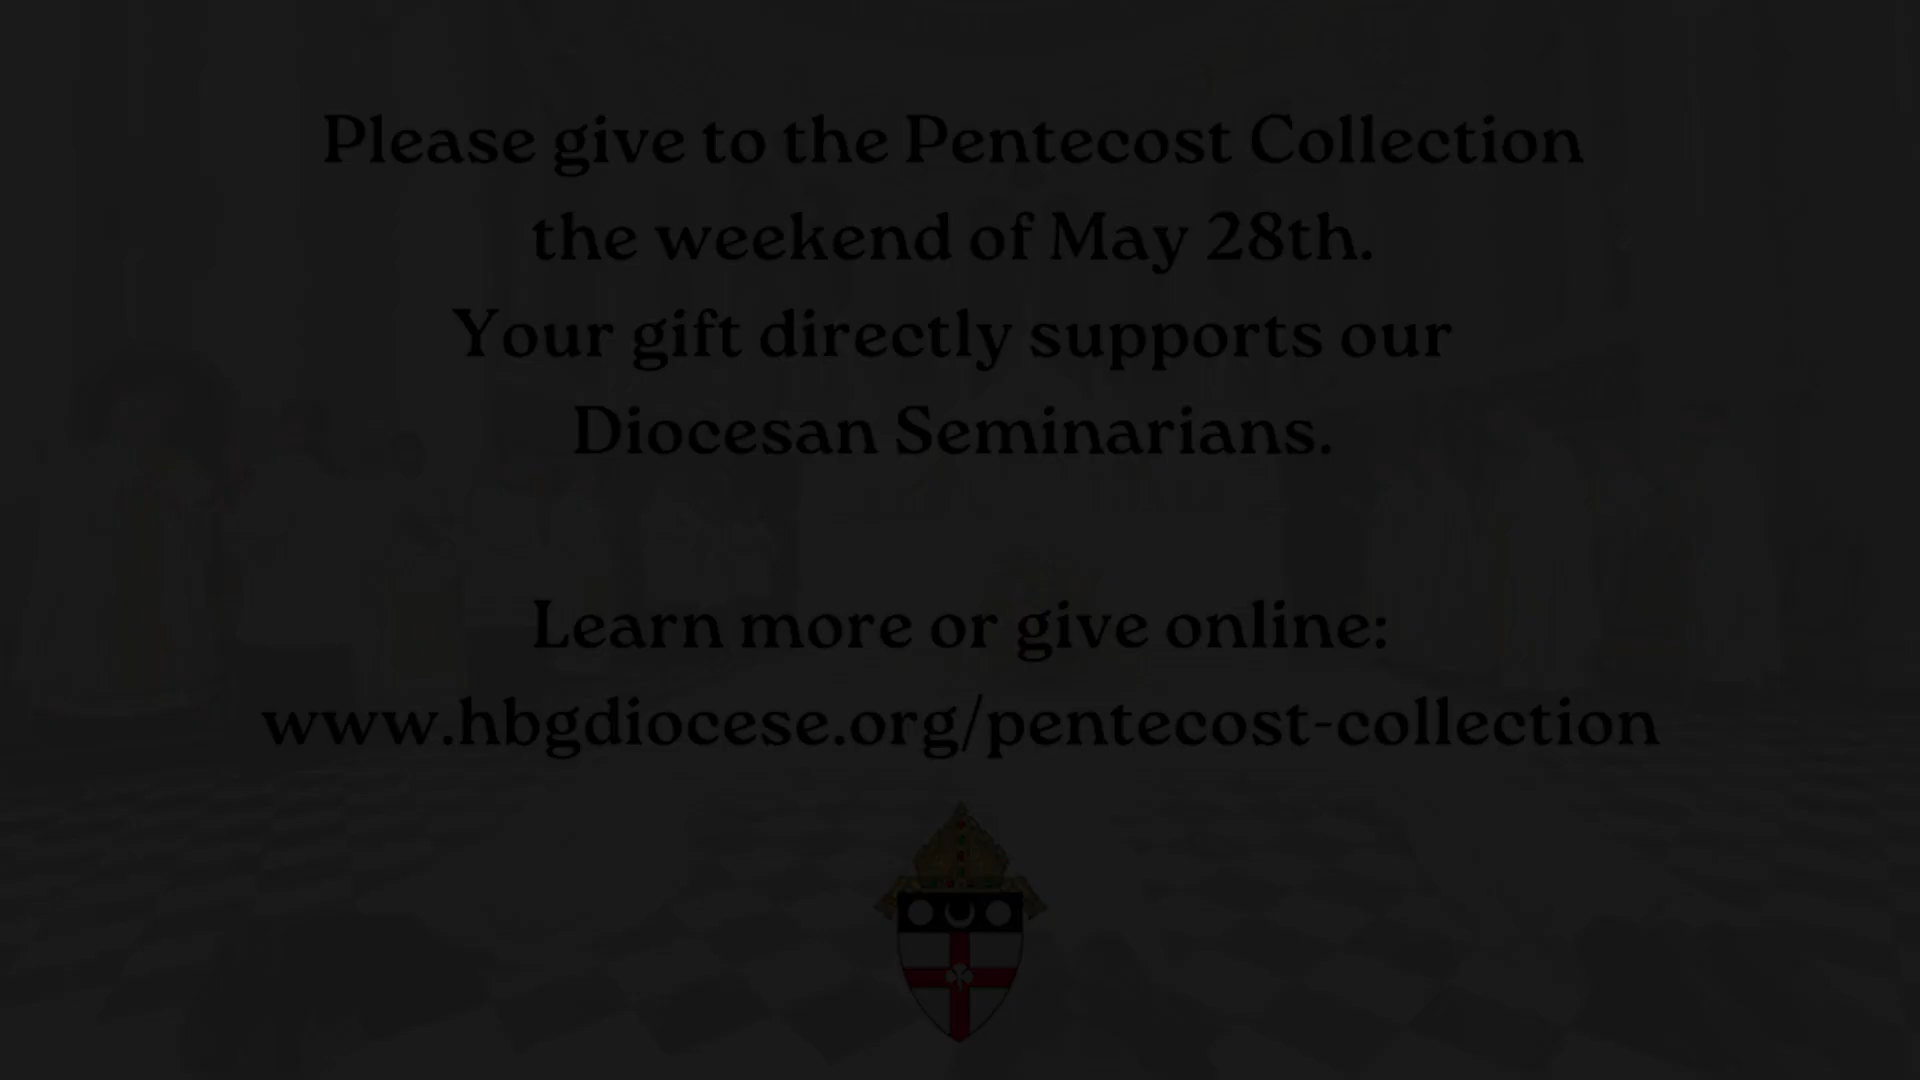 Please give to the Pentecost Collection
the weekend of May 28th.
Your gift directly supports our
Diocesan Seminarians.
Learn more or give online:
www.hbgdiocese.org/pentecost-collection